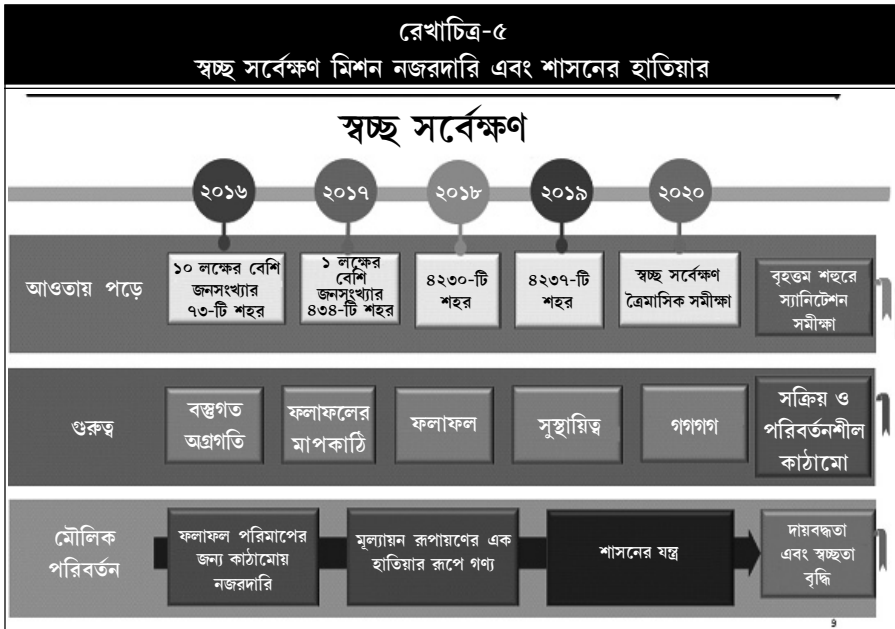 রেখাচিত্র-৫
স্বচ্ছ সর্বেক্ষণ মিশন নজরদারি এবং শাসনের হাতিয়ার
স্বচ্ছ সর্বেক্ষণ
২০১৬
২০১৭
২০১৮
২০১৯
২০২০
আওতায় পড়ে
১০ লক্ষের বেশি
জনসংখ্যার
৭৩-টি শহর
১ লক্ষের
বেশি
জনসংখ্যার
৪৩৪-টি শহর
৪২৩০-টি
শহর
৪২৩৭-টি
শহর
স্বচ্ছ সর্বেক্ষণ
ত্রৈমাসিক সমীক্ষা
বৃহত্তম শহুরে
স্যানিটেশন
সমীক্ষা
গুরুত্ব
বস্তুগত
অগ্রগতি
ফলাফলের
মাপকাঠি
ফলাফল
সুস্থায়িত্ব
গগগগ
সক্রিয় ও
পরিবর্তনশীল
কাঠামো
মৌলিক
পরিবর্তন
ফলাফল পরিমাপের
জন্য কাঠামোয়
নজরদারি
মূল্যায়ন রূপায়ণের এক
হাতিয়ার রূপে গণ্য
শাসনের যন্ত্র
দায়বদ্ধতা
এবং স্বচ্ছতা
বৃদ্ধি
9